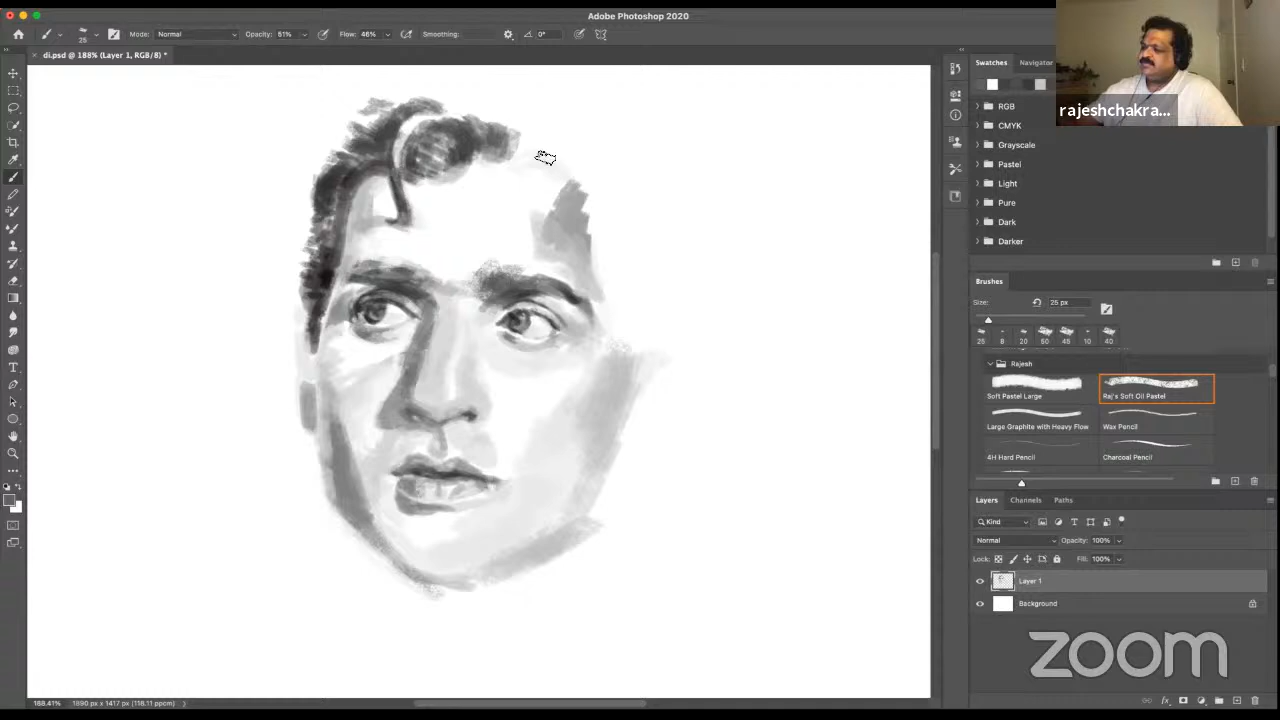 Adobe Photoshop 2020
25
Mode: Normal
Opacity: 51%
Flow: 46%
Smoothing:
0°
× di.psd @ 188% (Layer 1, RGB/8) *
Swatches
Navigator
rajeshchakra...
RGB
CMYK
Grayscale
Pastel
Light
Pure
Dark
Darker
Brushes
Size:
25 px
25
8
20
50
45
10
40
Rajesh
Soft Pastel Large
Raj's Soft Oil Pastel
Large Graphite with Heavy Flow
Wax Pencil
4H Hard Pencil
Charcoal Pencil
Layers
Channels
Paths
Kind
Normal
Opacity: 100%
Lock:
Fill: 100%
Layer 1
Background
zoom
188.41%
1890 px x 1417 px (118.11 ppcm)